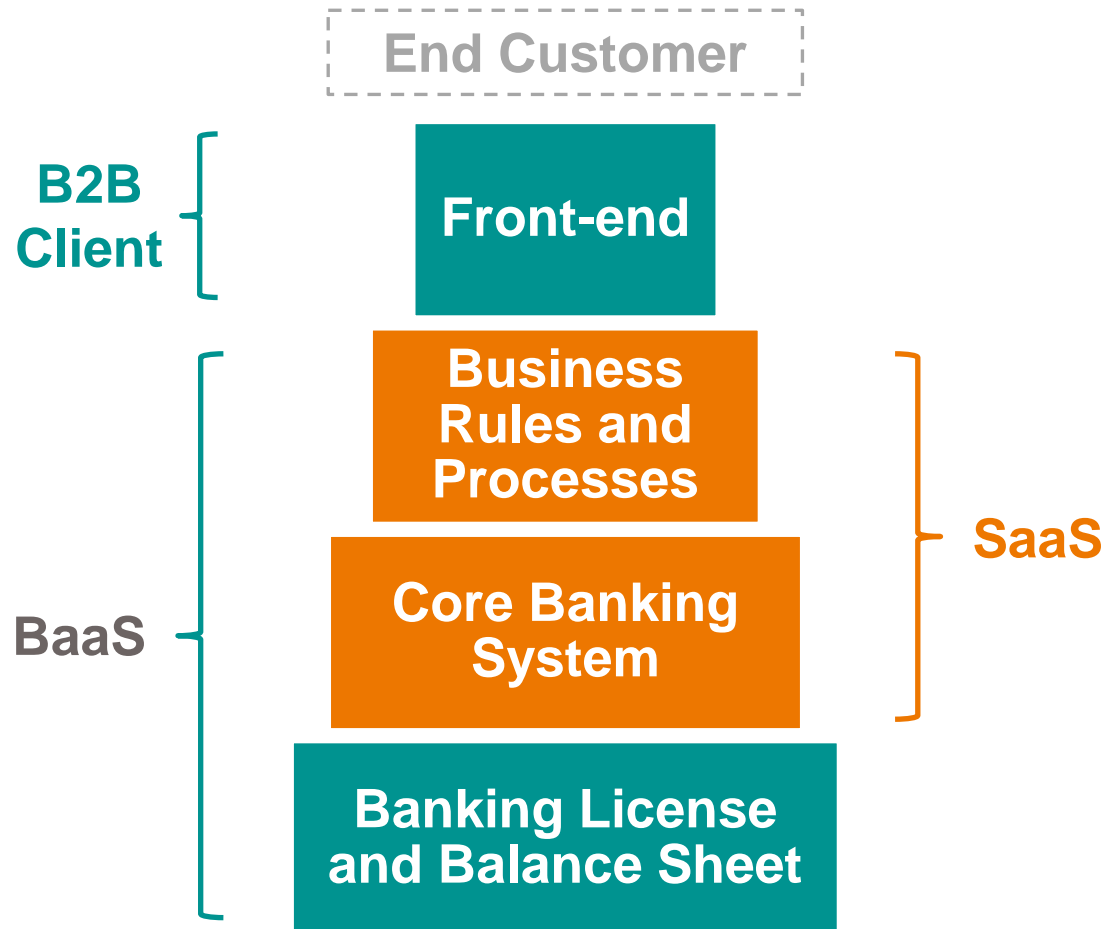 End Customer
B2B
Client
Front-end
Business
Rules and
Processes
SaaS
Core Banking
System
BaaS
Banking License
and Balance Sheet